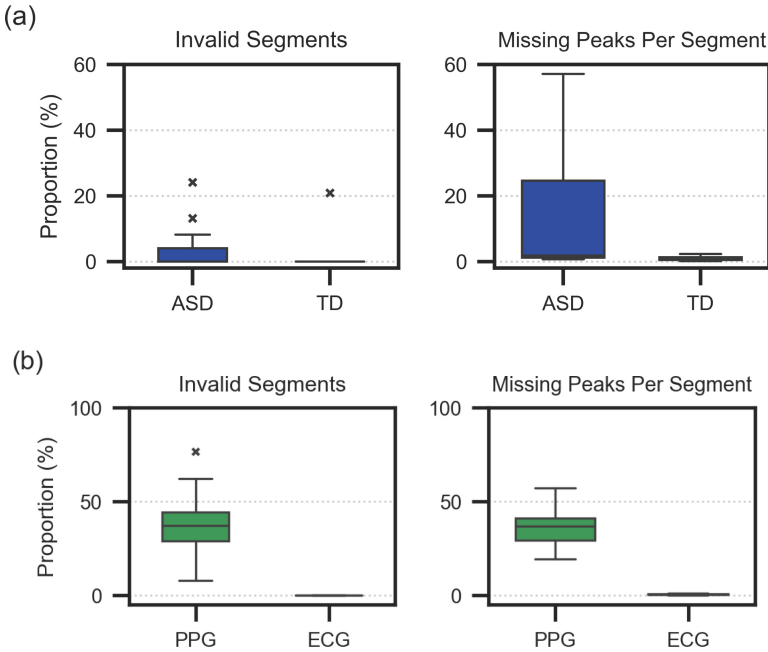 (a)
Invalid Segments
Missing Peaks Per Segment
Proportion (%)
60
40
20
0
ASD
TD
60
40
20
0
ASD
TD
(b)
Invalid Segments
Missing Peaks Per Segment
Proportion (%)
100
50
0
PPG
ECG
100
50
0
PPG
ECG